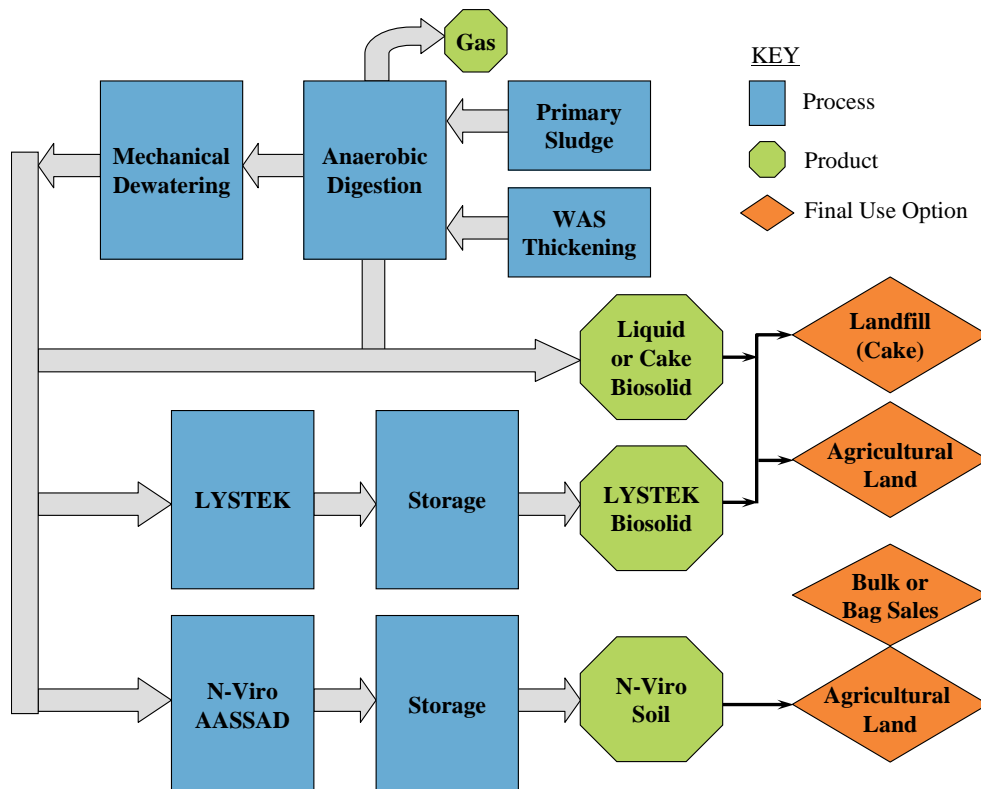 Gas
KEY
Process
Product
Final Use Option
Primary
Sludge
Mechanical
Dewatering
Anaerobic
Digestion
WAS
Thickening
Liquid
or Cake
Biosolid
Landfill
(Cake)
Agricultural
Land
LYSTEK
Storage
LYSTEK
Biosolid
Bulk or
Bag Sales
N-Viro
AASSAD
Storage
N-Viro
Soil
Agricultural
Land